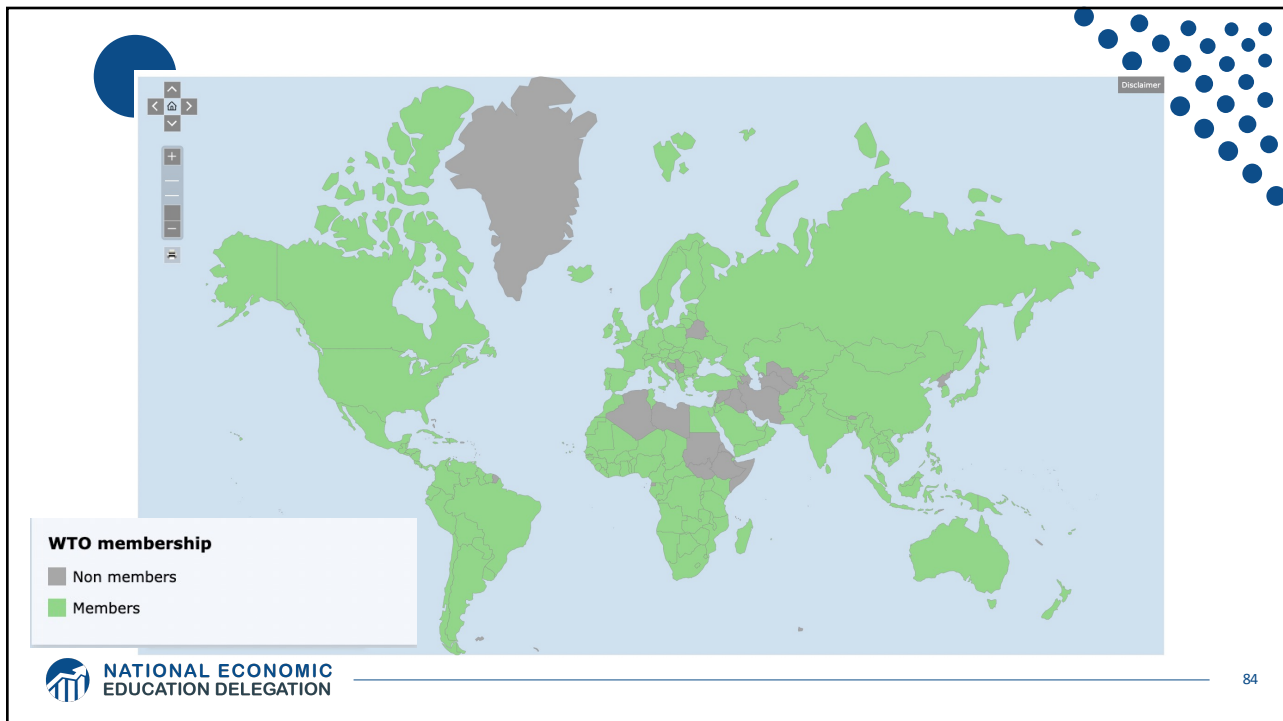 Disclaimer
WTO membership
Non members
Members
NATIONAL ECONOMIC
EDUCATION DELEGATION
84